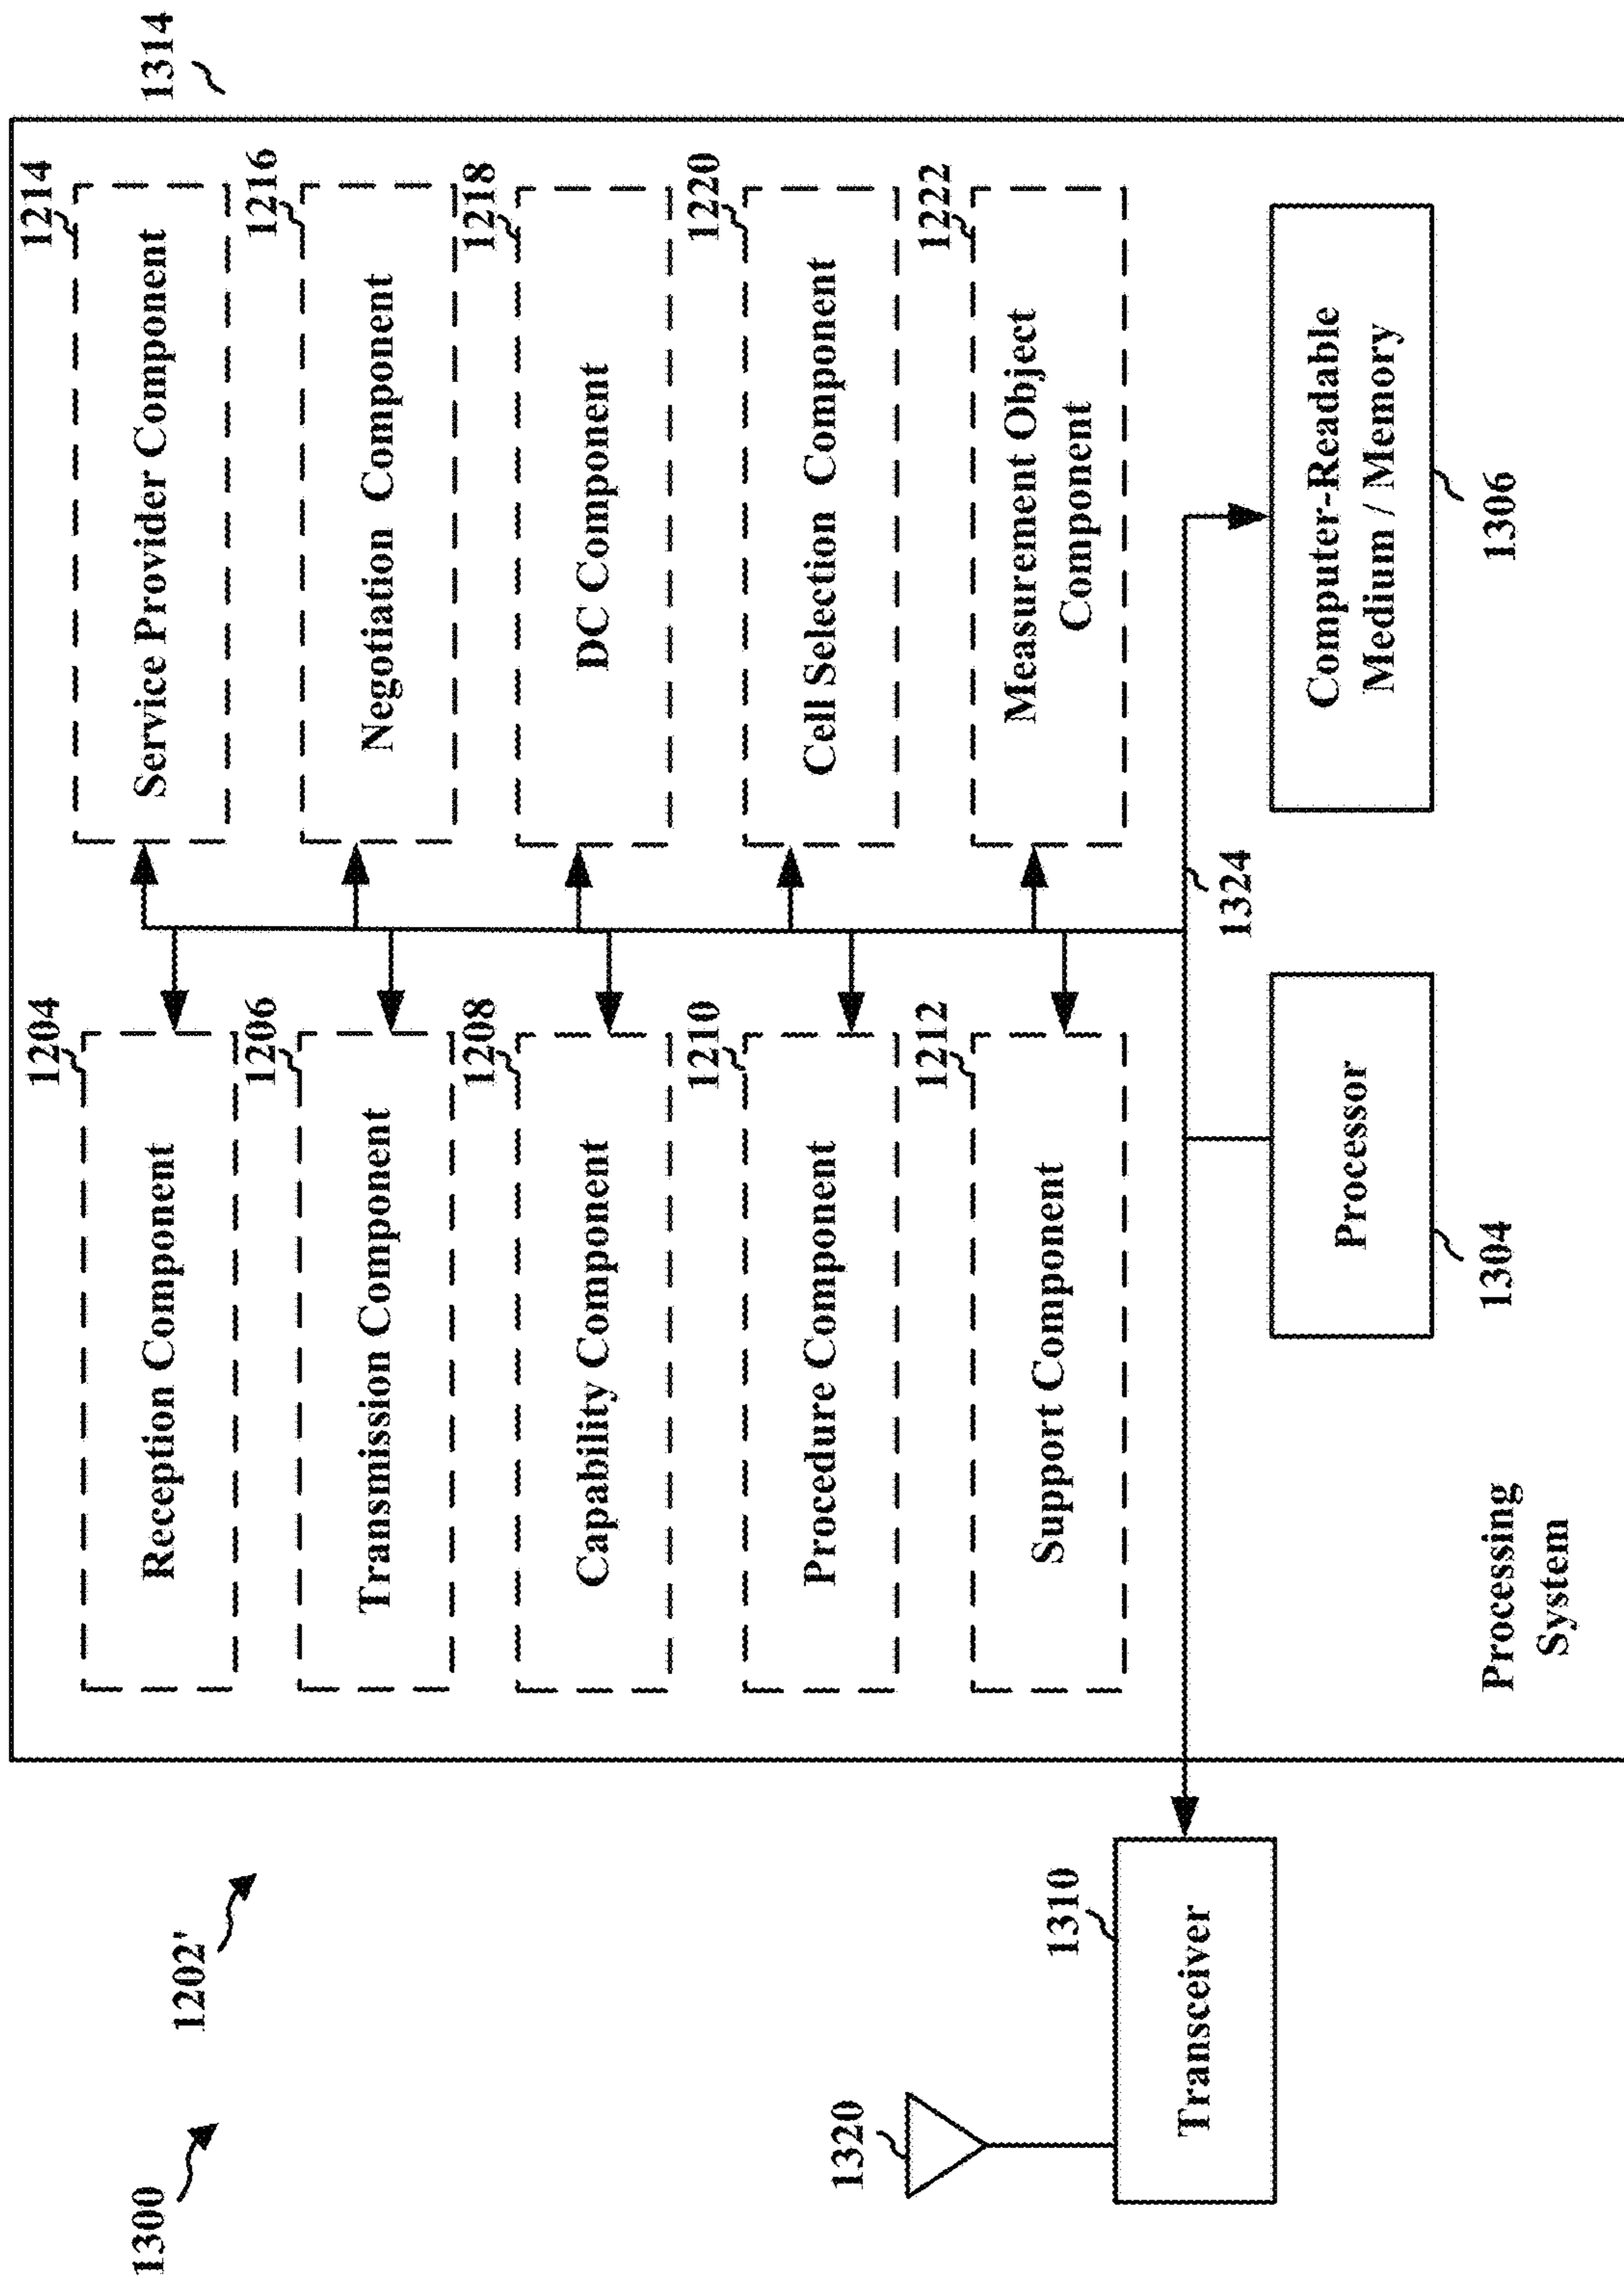 1300
1202'
1314
1204
Reception Component
1214
Service Provider Component
1206
Transmission Component
1216
Negotiation Component
1208
Capability Component
1218
DC Component
1210
Procedure Component
1220
Cell Selection Component
1212
Support Component
1222
Measurement Object
Component
1324
1320
1310
Transceiver
Processor
1304
Computer-Readable
Medium / Memory
1306
Processing
System